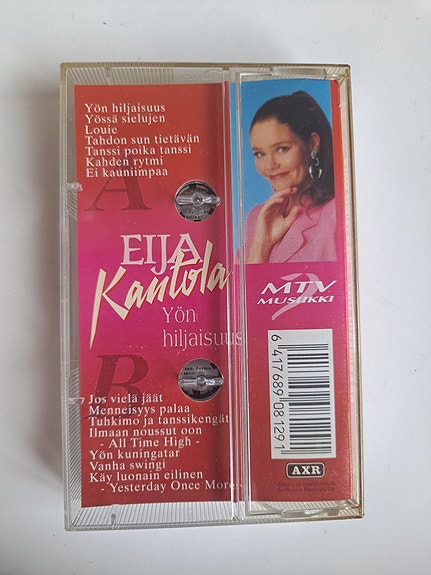 Yön hiljaisuus
Yössä sielujen
Louie
Tahdon sun tietävän
Tanssi poika tanssi
Kahden rytmi
Ei kauniimpaa
A
EIJA
Kantola
Yön
hiljaisuus
B
Jos vielä jäät
Menneisyys palaa
Tuhkimo ja tanssikengät
Ilmaan noussut oon
- All Time High -
Yön kuningatar
Vanha swingi
Käy luonain eilinen
- Yesterday Once More -
MTV
MUSIIKKI
6 417689 081291
AXR